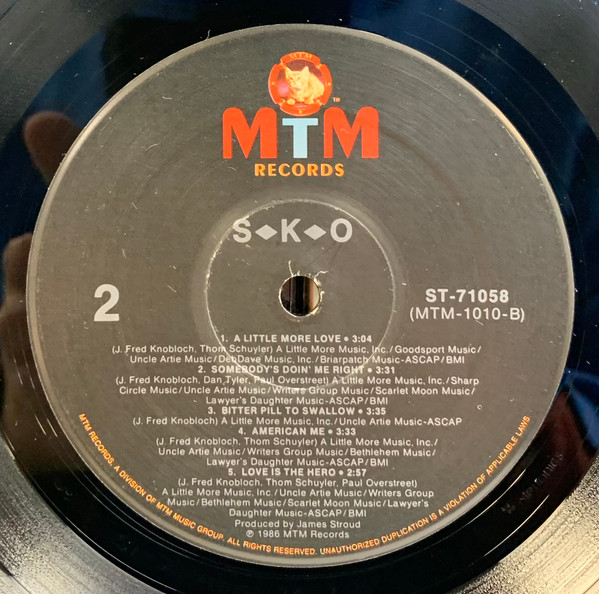 MTM
TM
MTM
RECORDS
S◆K◆O
2
ST-71058
(MTM-1010-B)
1. A LITTLE MORE LOVE • 3:04
(J. Fred Knobloch, Thom Schuyler) A Little More Music, Inc./Goodsport Music/
Uncle Artie Music/DebDave Music, Inc./Briarpatch Music-ASCAP/BMI
2. SOMEBODY'S DOIN' ME RIGHT • 3:31
(J. Fred Knobloch, Dan Tyler, Paul Overstreet) A Little More Music, Inc./Sharp
Circle Music/Uncle Artie Music/Writers Group Music/Scarlet Moon Music/
Lawyer's Daughter Music-ASCAP/BMI
3. BITTER PILL TO SWALLOW • 3:35
(J. Fred Knobloch) A Little More Music, Inc./Uncle Artie Music-ASCAP
4. AMERICAN ME • 3:33
(J. Fred Knobloch, Thom Schuyler) A Little More Music, Inc./
Uncle Artie Music/Writers Group Music/Bethlehem Music/
Lawyer's Daughter Music-ASCAP/BMI
5. LOVE IS THE HERO • 2:57
(J. Fred Knobloch, Thom Schuyler, Paul Overstreet)
A Little More Music, Inc./Uncle Artie Music/Writers Group
Music/Bethlehem Music/Scarlet Moon Music/Lawyer's
Daughter Music-ASCAP/BMI
Produced by James Stroud
℗ 1986 MTM Records
MTM RECORDS, A DIVISION OF MTM MUSIC GROUP. ALL RIGHTS RESERVED. UNAUTHORIZED DUPLICATION IS A VIOLATION OF APPLICABLE LAWS